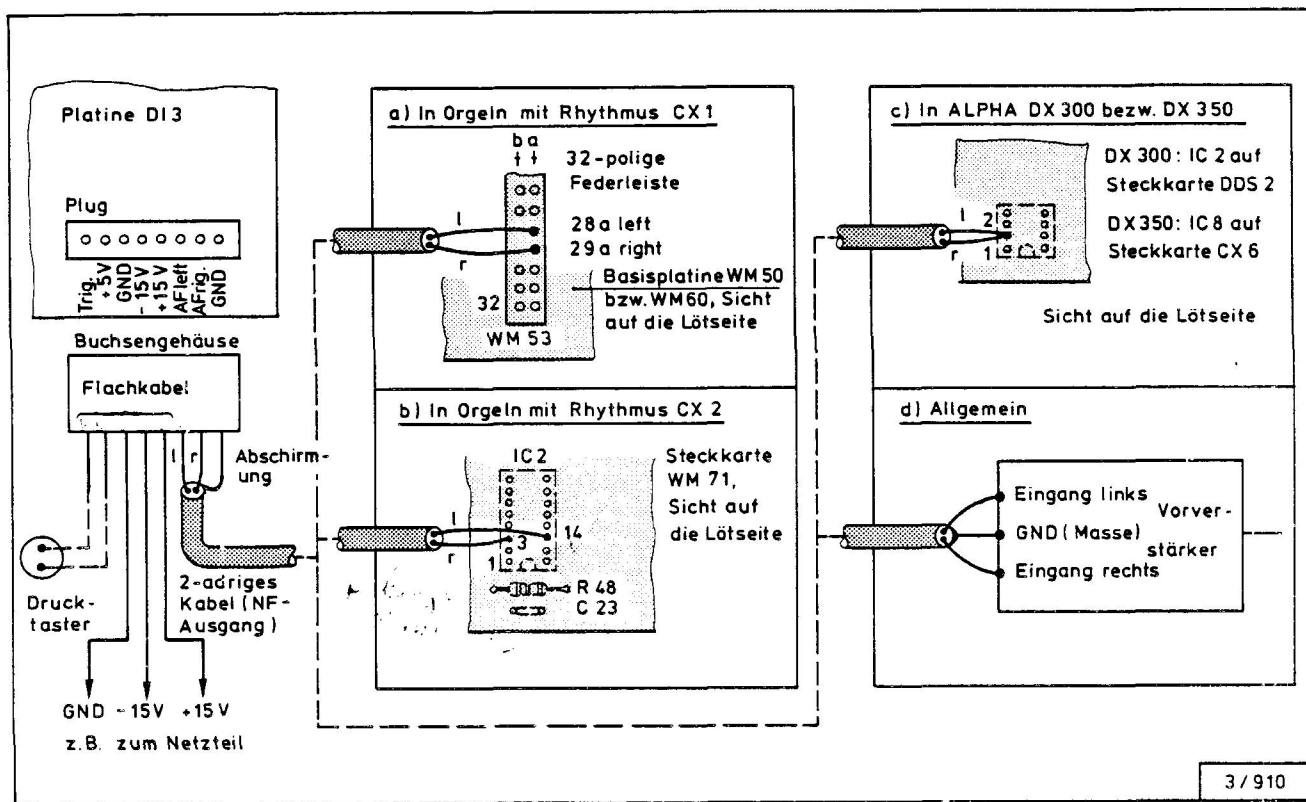 Platine DI3
Plug
Trig.
+5V
GND
-15V
+15V
AFleft
AFrig.
GND
Buchsengehäuse
Flachkabel
l r
Abschirm-
ung
Druck-
taster
2-adriges
Kabel (NF-
Ausgang)
GND -15V +15V
z.B. zum Netzteil
a) In Orgeln mit Rhythmus CX1
b a
32-polige
Federleiste
l
r
28a left
29a right
Basisplatine WM50
bzw. WM60, Sicht
auf die Lötseite
32
WM 53
b) In Orgeln mit Rhythmus CX 2
IC2
Steckkarte
WM 71,
Sicht auf
die Lötseite
l
r
14
3
1
R 48
C 23
c) In ALPHA DX 300 bezw. DX 350
DX 300: IC 2 auf
Steckkarte DDS 2
DX350: IC8 auf
Steckkarte CX 6
l
r
2
1
Sicht auf die Lötseite
d) Allgemein
Eingang links
GND (Masse)
Eingang rechts
Vorver-
stärker
3/910